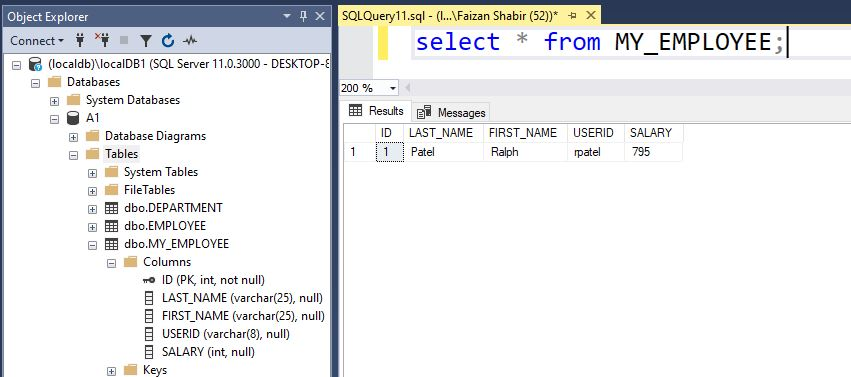 Object Explorer
Connect
(localdb)\localDB1 (SQL Server 11.0.3000 - DESKTOP-8
Databases
System Databases
A1
Database Diagrams
Tables
System Tables
FileTables
dbo.DEPARTMENT
dbo.EMPLOYEE
dbo.MY_EMPLOYEE
Columns
ID (PK, int, not null)
LAST_NAME (varchar(25), null)
FIRST_NAME (varchar(25), null)
USERID (varchar(8), null)
SALARY (int, null)
Keys
SQLQuery11.sql - (l...\Faizan Shabir (52))*
select * from MY_EMPLOYEE;
200 %
Results Messages
ID LAST_NAME FIRST_NAME USERID SALARY
1 1 Patel Ralph rpatel 795